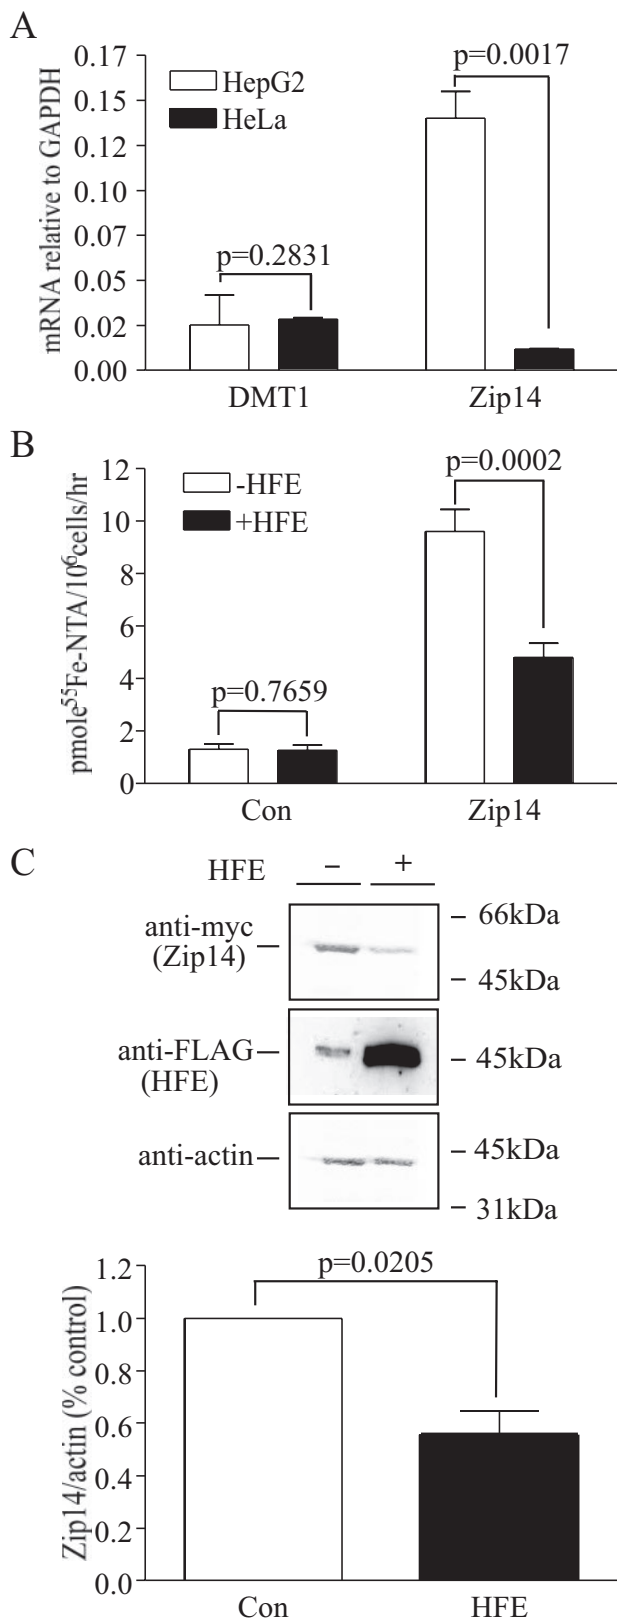 A
mRNA relative to GAPDH
0.17
0.15
0.12
0.10
0.07
0.05
0.02
0.00
HepG2
HeLa
p=0.2831
p=0.0017
DMT1 Zip14
B
pmole⁵⁵Fe-NTA/10⁶cells/hr
12
10
8
6
4
2
0
-HFE
+HFE
p=0.7659
p=0.0002
Con Zip14
C
HFE − +
anti-myc
(Zip14)
66kDa
45kDa
anti-FLAG
(HFE)
45kDa
anti-actin
45kDa
31kDa
Zip14/actin (% control)
1.2
1.0
0.8
0.6
0.4
0.2
0.0
p=0.0205
Con HFE